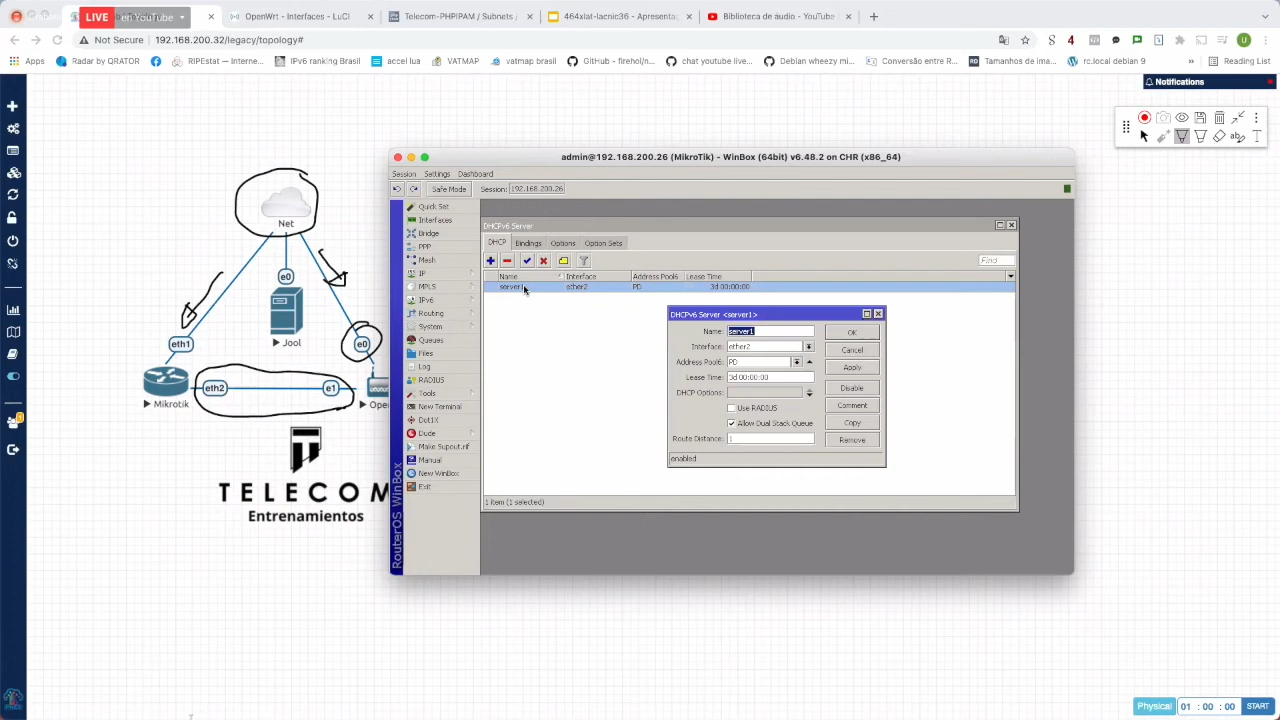 LIVE
en YouTube
OpenWrt - Interfaces - LuCI
Telecom-PHPIPAM / Subnets
464xlat-lacnic36 - Apresentaç
Biblioteca de áudio - YouTube
Not Secure
192.168.200.32/legacy/topology#
Apps
Radar by QRATOR
RIPEstat — Interne...
IPv6 ranking Brasil
accel lua
VATMAP
vatmap brasil
GitHub - firehol/n...
chat youtube live...
Debian wheezy mi...
Conversão entre R...
Tamanhos de ima...
rc.local debian 9
Reading List
Notifications
admin@192.168.200.26 (MikroTik) - WinBox (64bit) v6.48.2 on CHR (x86_64)
Session Settings Dashboard
Safe Mode
Session: 192.168.200.26
Quick Set
Interfaces
Bridge
PPP
Mesh
IP
MPLS
IPv6
Routing
System
Queues
Files
Log
RADIUS
Tools
New Terminal
Dot1X
Dude
Make Supout.rif
Manual
New WinBox
Exit
RouterOS WinBox
DHCPv6 Server
DHCP Bindings Options Option Sets
Find
Name Interface Address Pool6 Lease Time
server1 ether2 PD 3d 00:00:00
DHCPv6 Server <server1>
Name: server1
Interface: ether2
Address Pool6: PD
Lease Time: 3d 00:00:00
DHCP Options:
Use RADIUS
Allow Dual Stack Queue
Route Distance: 1
enabled
OK
Cancel
Apply
Disable
Comment
Copy
Remove
1 item (1 selected)
Net
e0
Jool
eth1
e0
Mikrotik
eth2
e1
Ope
TELECOM
Entrenamientos
Physical
01 : 00 : 00
START